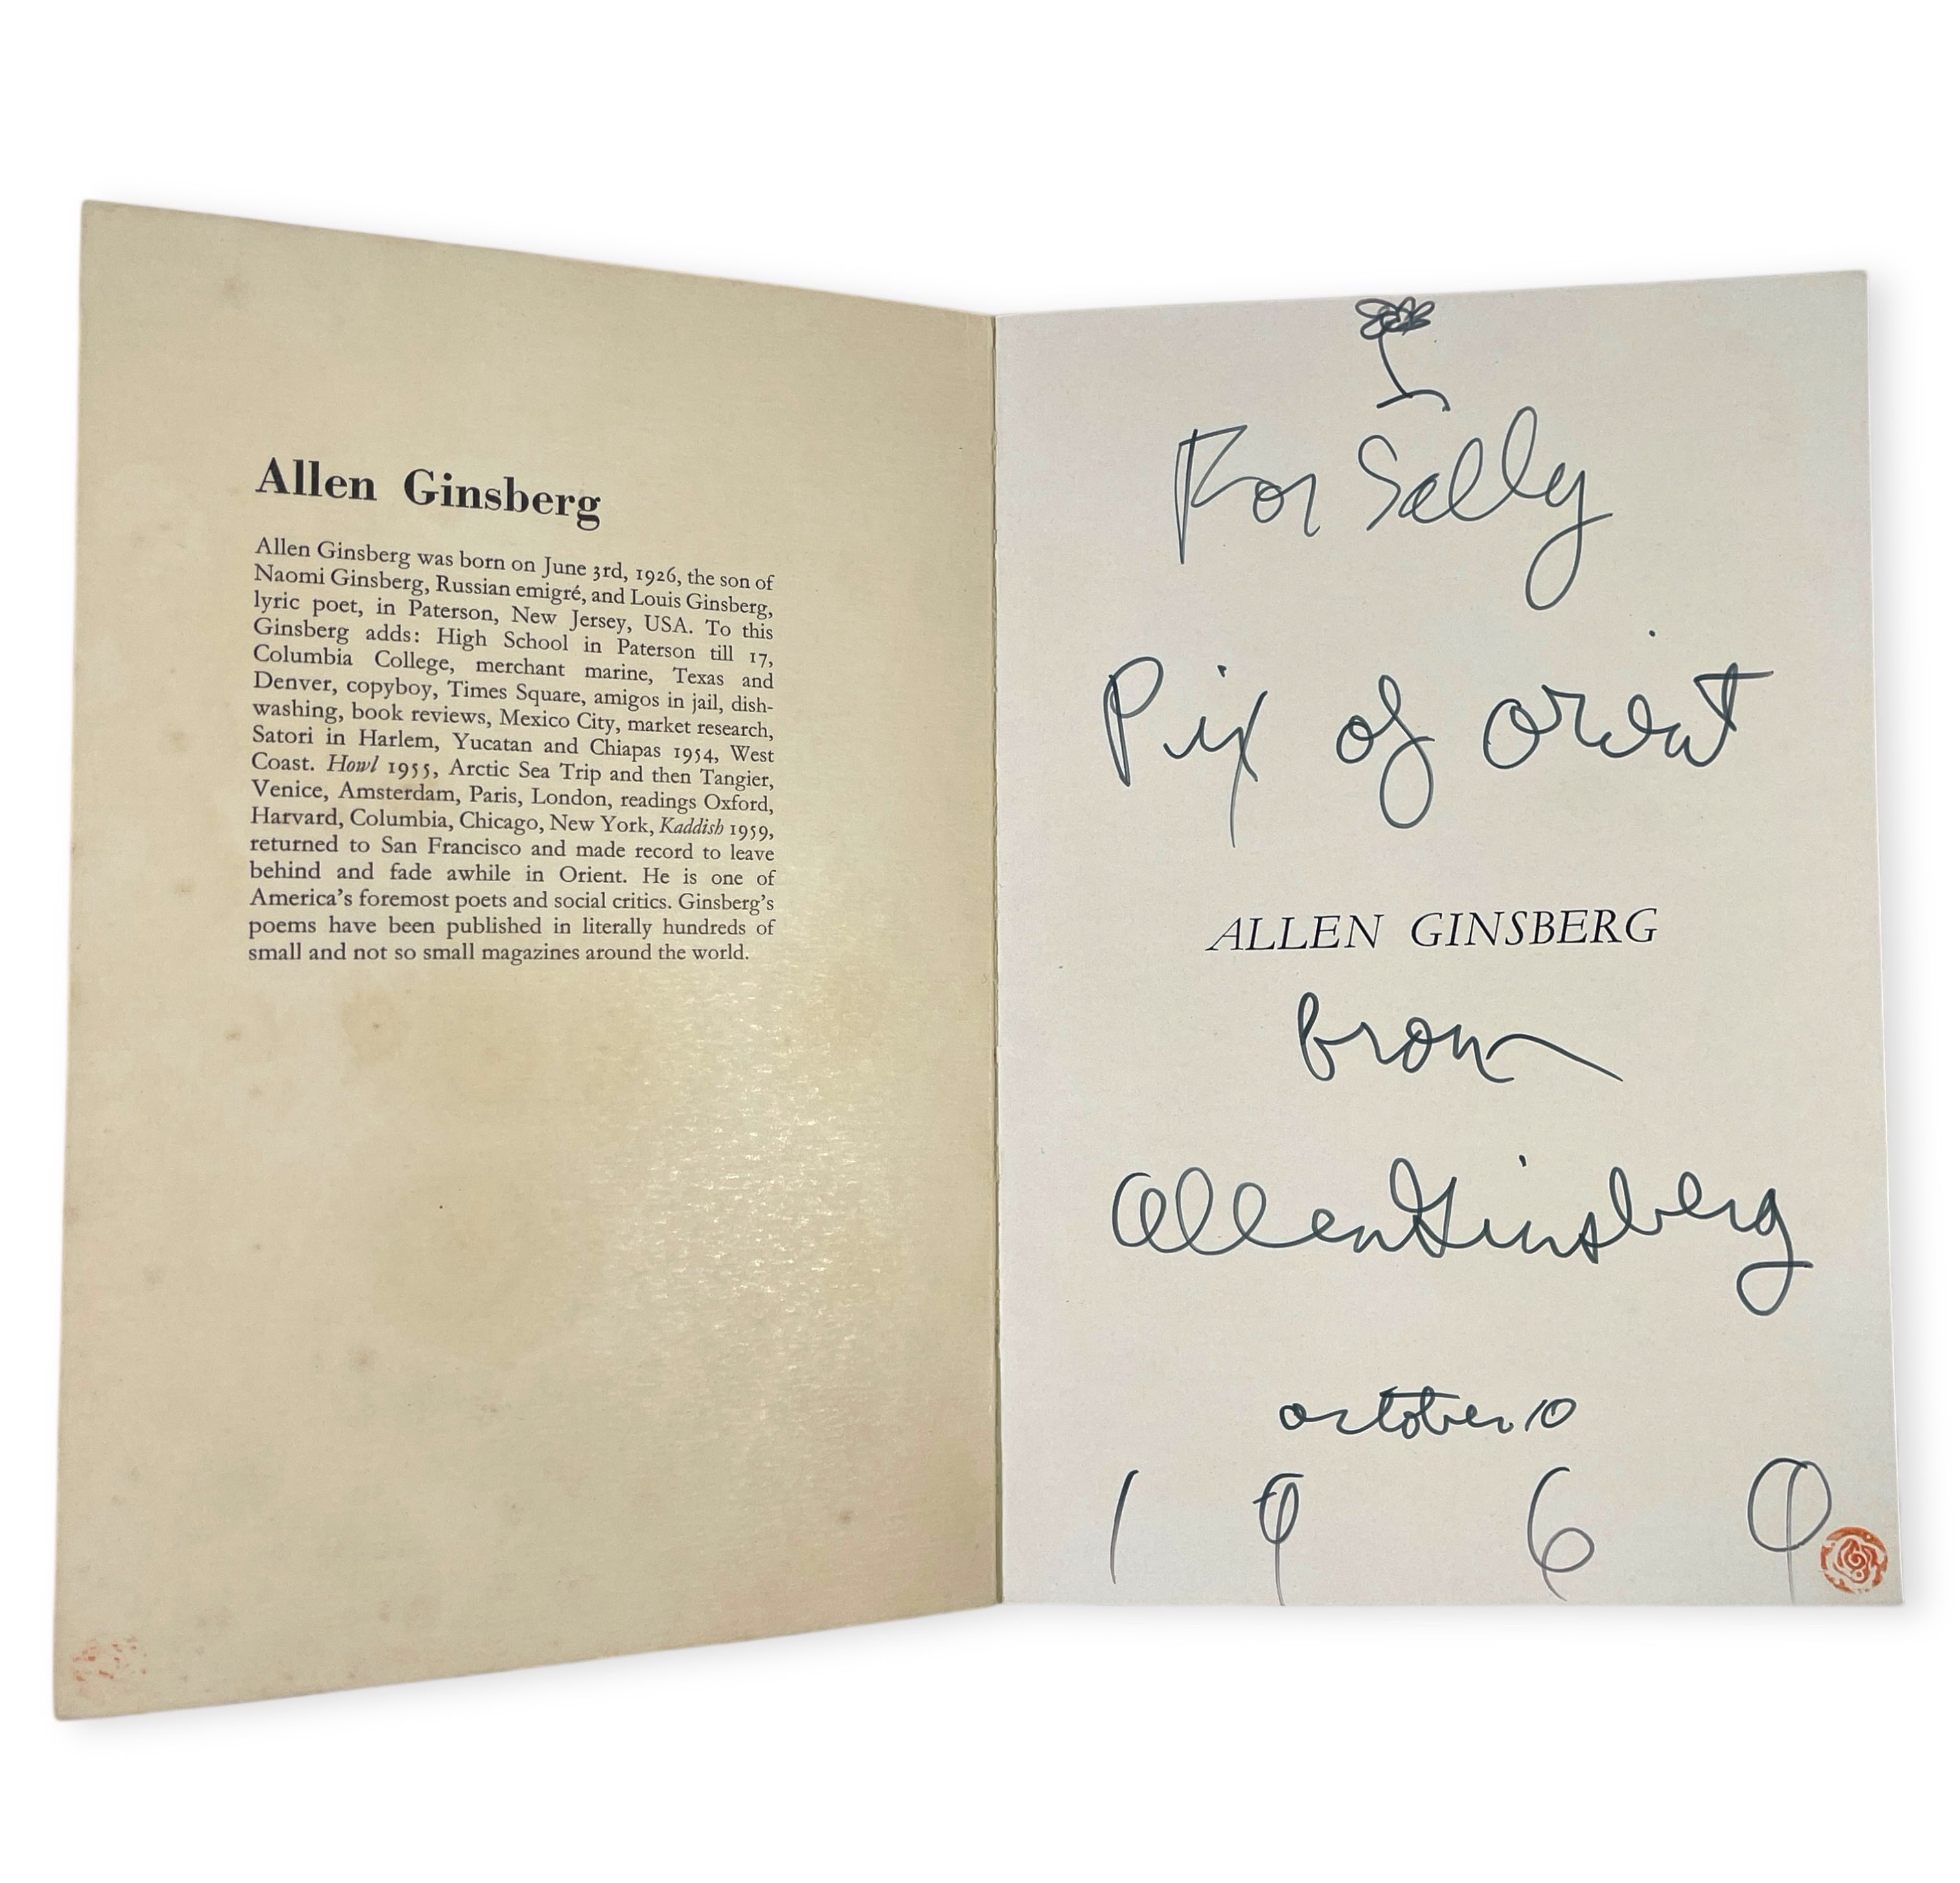 Allen Ginsberg
Allen Ginsberg was born on June 3rd, 1926, the son of
Naomi Ginsberg, Russian emigré, and Louis Ginsberg,
lyric poet, in Paterson, New Jersey, USA. To this
Ginsberg adds: High School in Paterson till 17,
Columbia College, merchant marine, Texas and
Denver, copyboy, Times Square, amigos in jail, dish-
washing, book reviews, Mexico City, market research,
Satori in Harlem, Yucatan and Chiapas 1954, West
Coast. Howl 1955, Arctic Sea Trip and then Tangier,
Venice, Amsterdam, Paris, London, readings Oxford,
Harvard, Columbia, Chicago, New York, Kaddish 1959,
returned to San Francisco and made record to leave
behind and fade awhile in Orient. He is one of
America's foremost poets and social critics. Ginsberg's
poems have been published in literally hundreds of
small and not so small magazines around the world.
For Sally
Pix of orient
ALLEN GINSBERG
from
Allen Ginsberg
october 10
1969